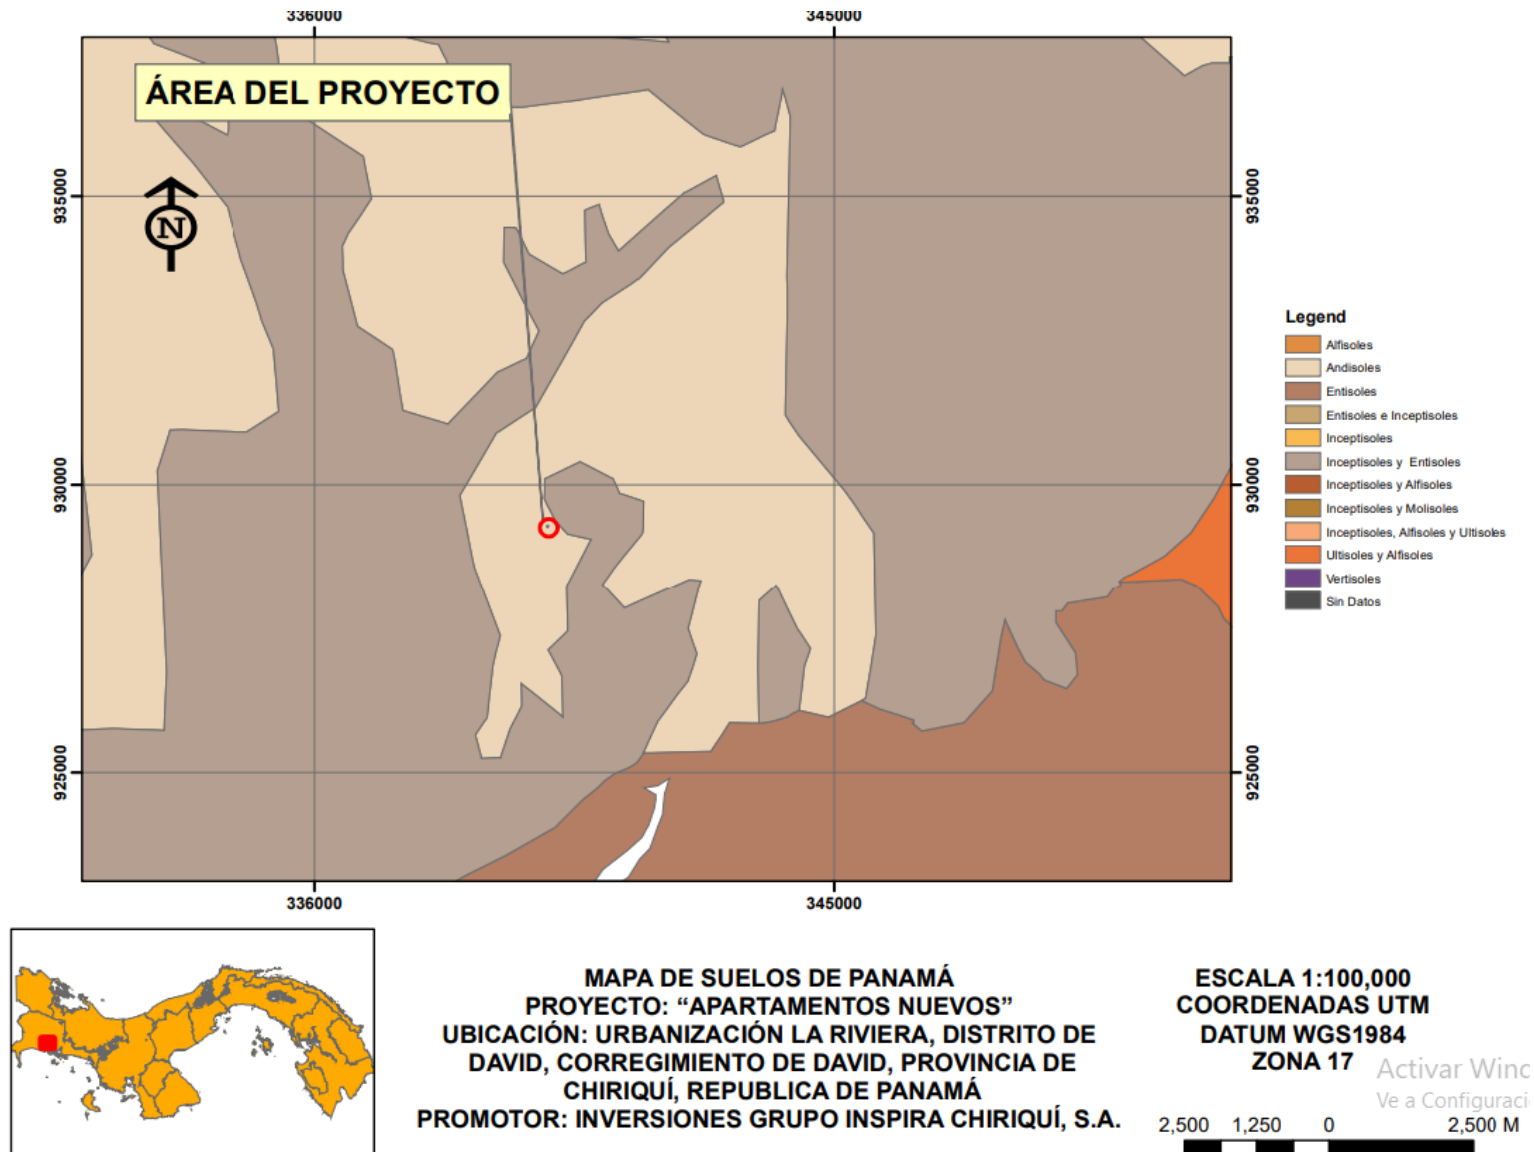 336000
345000
ÁREA DEL PROYECTO
935000
935000
N
Legend
Alfisoles
Andisoles
Entisoles
Entisoles e Inceptisoles
Inceptisoles
Inceptisoles y Entisoles
Inceptisoles y Alfisoles
Inceptisoles y Molisoles
Inceptisoles, Alfisoles y Ultisoles
Ultisoles y Alfisoles
Vertisoles
Sin Datos
930000
930000
925000
925000
336000
345000
MAPA DE SUELOS DE PANAMÁ
PROYECTO: “APARTAMENTOS NUEVOS”
UBICACIÓN: URBANIZACIÓN LA RIVIERA, DISTRITO DE
DAVID, CORREGIMIENTO DE DAVID, PROVINCIA DE
CHIRIQUÍ, REPUBLICA DE PANAMÁ
PROMOTOR: INVERSIONES GRUPO INSPIRA CHIRIQUÍ, S.A.
ESCALA 1:100,000
COORDENADAS UTM
DATUM WGS1984
ZONA 17
Activar Winc
Ve a Configuraci
2,500 1,250 0 2,500 M